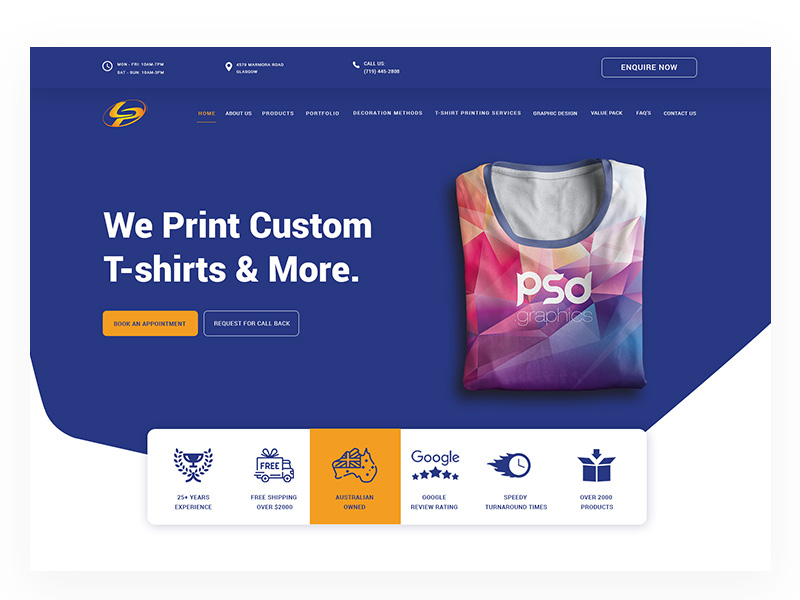 MON - FRI: 10AM-7PM
SAT - SUN: 10AM-3PM
4578 MARMORA ROAD
GLASGOW
CALL US:
(719) 445-2808
ENQUIRE NOW
HOME ABOUT US PRODUCTS PORTFOLIO DECORATION METHODS T-SHIRT PRINTING SERVICES GRAPHIC DESIGN VALUE PACK FAQ'S CONTACT US
We Print Custom
T-shirts & More.
BOOK AN APPOINTMENT
REQUEST FOR CALL BACK
psd
graphics
25+ YEARS
EXPERIENCE
FREE
FREE SHIPPING
OVER $2000
AUSTRALIAN
OWNED
Google
GOOGLE
REVIEW RATING
SPEEDY
TURNAROUND TIMES
OVER 2000
PRODUCTS